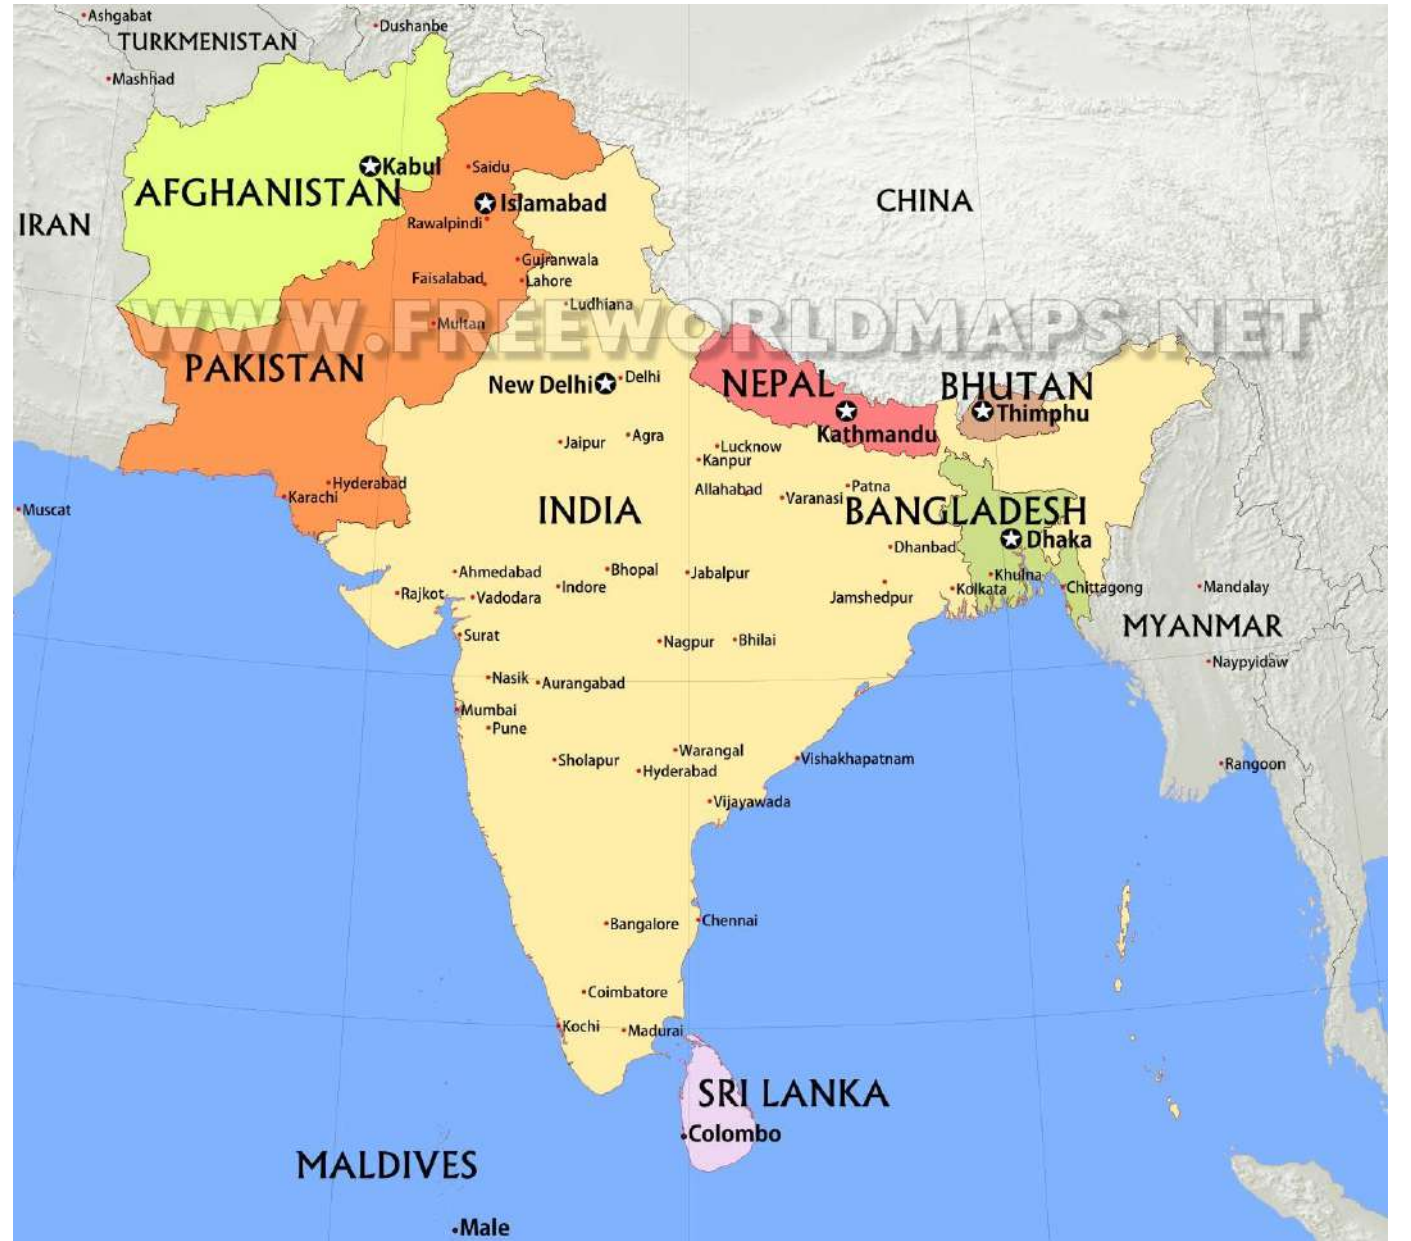 Ashgabat
Dushanbe
TURKMENISTAN
Mashhad
Kabul
Saidu
AFGHANISTAN
Islamabad
CHINA
IRAN
Rawalpindi
Gujranwala
Faisalabad
Lahore
Ludhiana
WWW.FREEWORLDMAPS.NET
Multan
PAKISTAN
New Delhi
Delhi
NEPAL
BHUTAN
Thimphu
Kathmandu
Jaipur
Agra
Lucknow
Kanpur
Hyderabad
Karachi
Allahabad
Varanasi
Patna
Muscat
INDIA
BANGLADESH
Dhaka
Dhanbad
Ahmedabad
Bhopal
Jabalpur
Khulna
Rajkot
Vadodara
Indore
Jamshedpur
Kolkata
Chittagong
Mandalay
Surat
Nagpur
Bhilai
MYANMAR
Naypyidaw
Nasik
Aurangabad
Mumbai
Pune
Sholapur
Warangal
Hyderabad
Vishakhapatnam
Rangoon
Vijayawada
Bangalore
Chennai
Coimbatore
Kochi
Madurai
SRI LANKA
Colombo
MALDIVES
Male